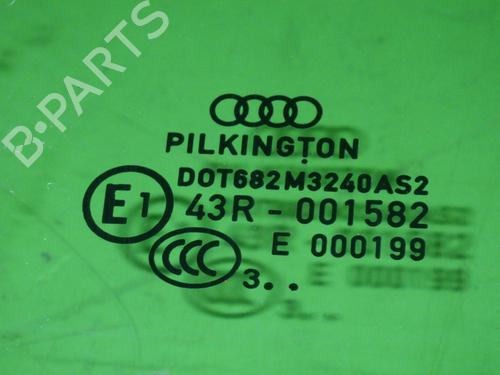 B-PARTS
PILKINGTON
DOT682M3240AS2
E1 43R - 001582
E 000199
CCC
3..